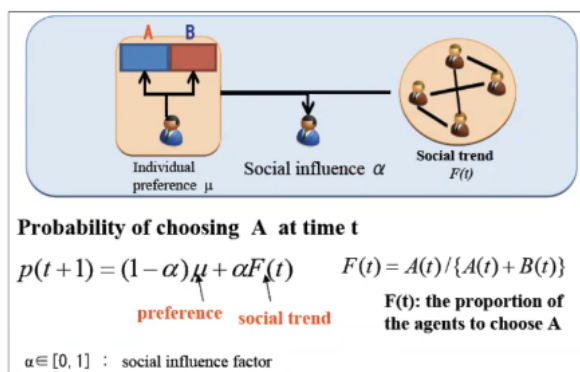 A B
Individual
preference μ
Social influence α
Social trend
F(t)
Probability of choosing A at time t
p(t+1) = (1−α)μ + αF(t)
preference social trend
F(t) = A(t)/{A(t)+B(t)}
F(t): the proportion of
the agents to choose A
α∈[0, 1] : social influence factor